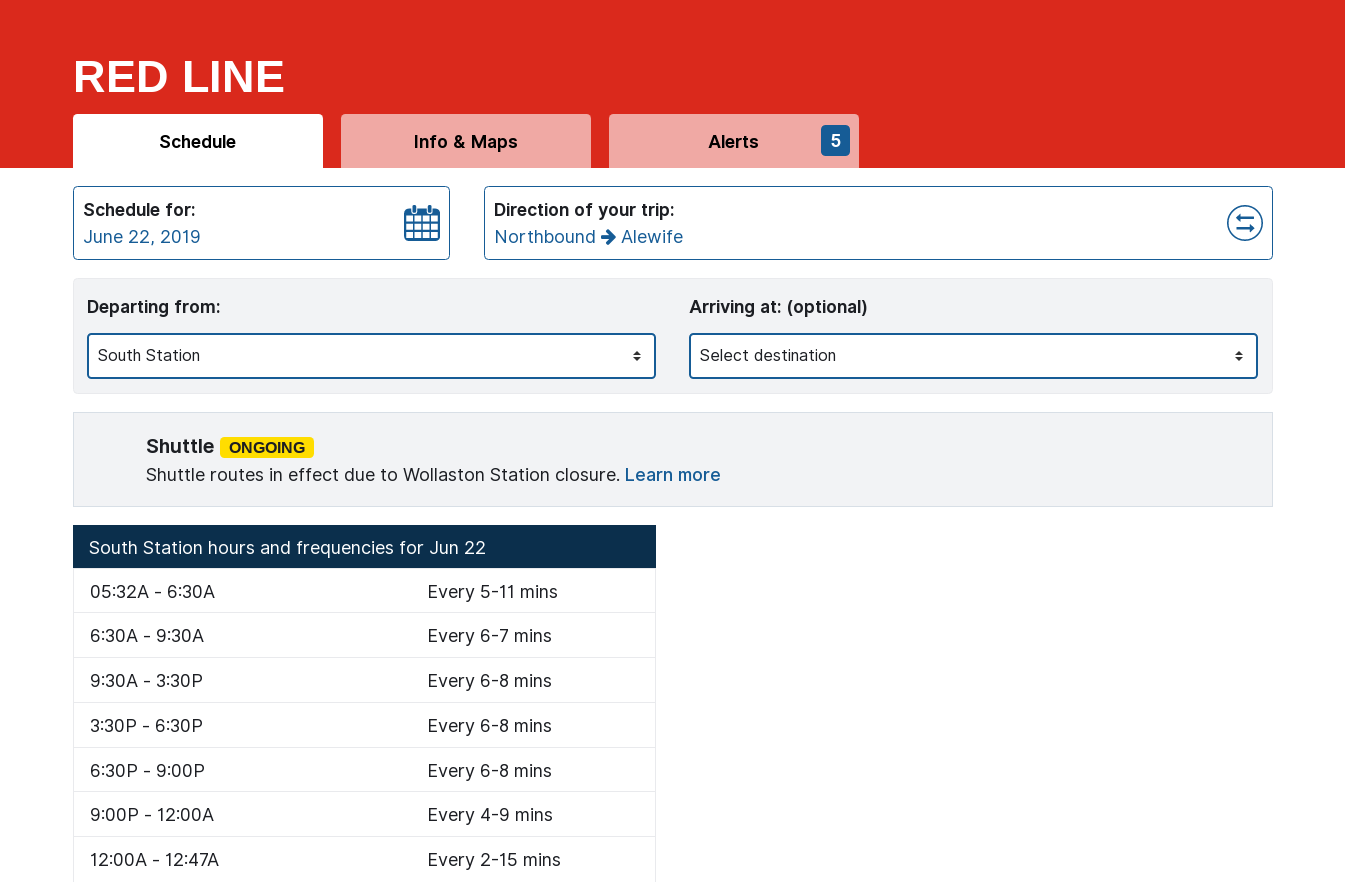 RED LINE
Schedule
Info & Maps
Alerts 5
Schedule for:
June 22, 2019
Direction of your trip:
Northbound Alewife
Departing from:
South Station
Arriving at: (optional)
Select destination
Shuttle ONGOING
Shuttle routes in effect due to Wollaston Station closure. Learn more
South Station hours and frequencies for Jun 22
05:32A - 6:30A Every 5-11 mins
6:30A - 9:30A Every 6-7 mins
9:30A - 3:30P Every 6-8 mins
3:30P - 6:30P Every 6-8 mins
6:30P - 9:00P Every 6-8 mins
9:00P - 12:00A Every 4-9 mins
12:00A - 12:47A Every 2-15 mins